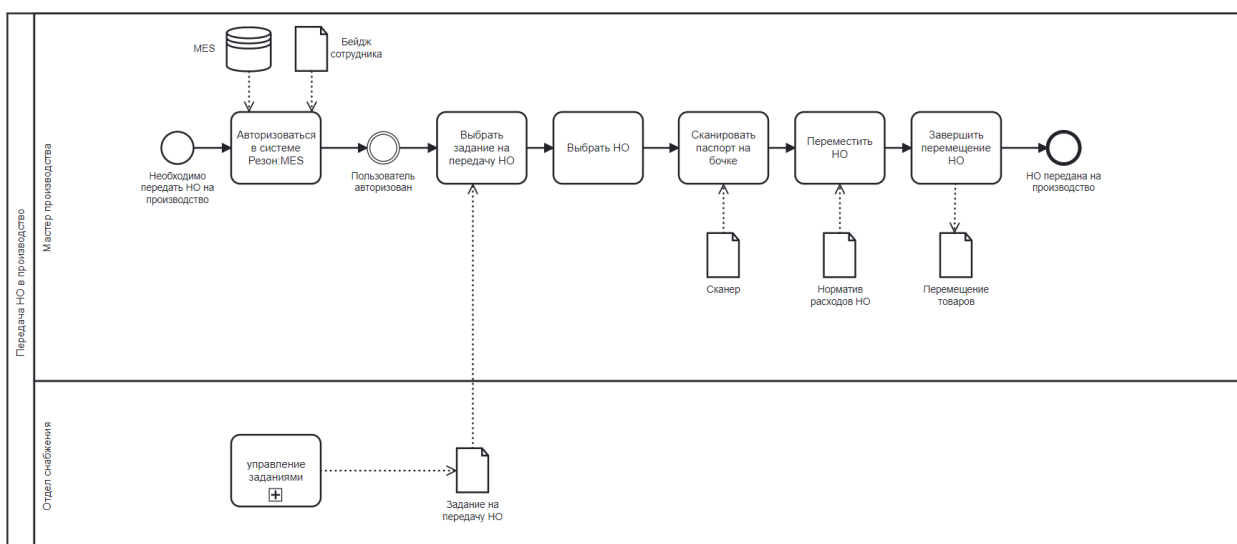 Передача НО в производство
Мастер производства
MES
Бейдж
сотрудника
Необходимо
передать НО на
производство
Авторизоваться
в системе
Резон:MES
Пользователь
авторизован
Выбрать
задание на
передачу НО
Выбрать НО
Сканировать
паспорт на
бочке
Переместить
НО
Завершить
перемещение
НО
НО передана на
производство
Сканер
Норматив
расходов НО
Перемещение
товаров
Отдел снабжения
управление
заданиями
Задание на
передачу НО